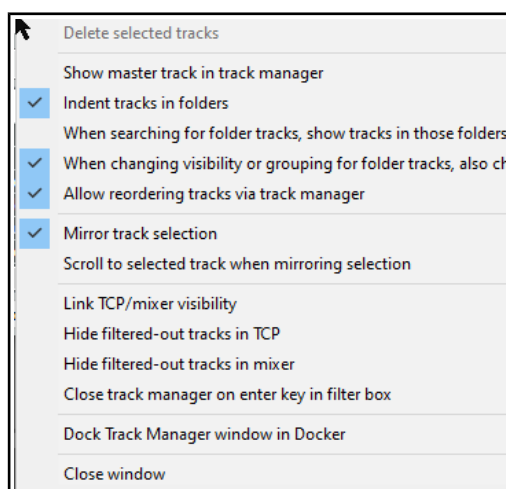 Delete selected tracks
Show master track in track manager
Indent tracks in folders
When searching for folder tracks, show tracks in those folders
When changing visibility or grouping for folder tracks, also ch
Allow reordering tracks via track manager
Mirror track selection
Scroll to selected track when mirroring selection
Link TCP/mixer visibility
Hide filtered-out tracks in TCP
Hide filtered-out tracks in mixer
Close track manager on enter key in filter box
Dock Track Manager window in Docker
Close window